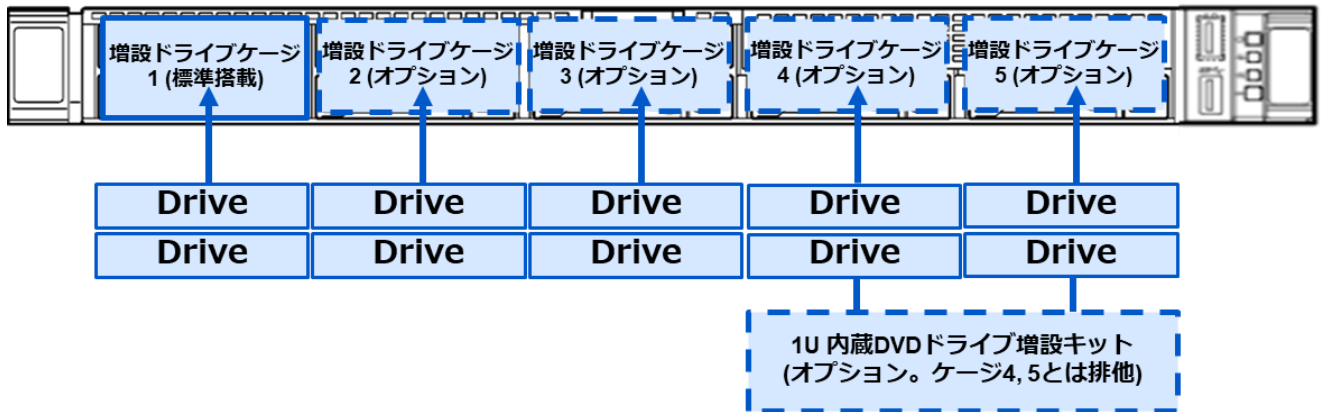 増設ドライブケージ
1 (標準搭載)
増設ドライブケージ
2 (オプション)
増設ドライブケージ
3 (オプション)
増設ドライブケージ
4 (オプション)
増設ドライブケージ
5 (オプション)
Drive Drive Drive Drive Drive
Drive Drive Drive Drive Drive
1U 内蔵DVDドライブ増設キット
(オプション。ケージ4, 5とは排他)